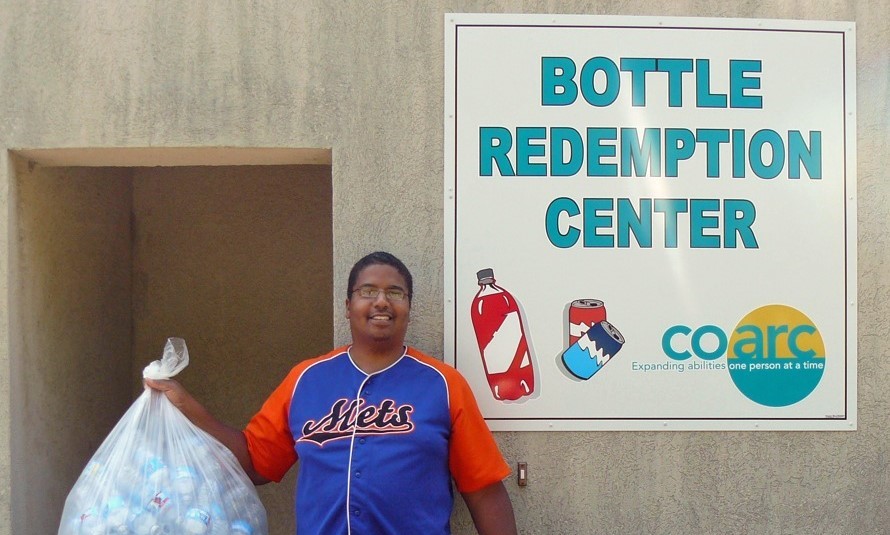 BOTTLE
REDEMPTION
CENTER
coarc
Expanding abilities one person at a time
Mets